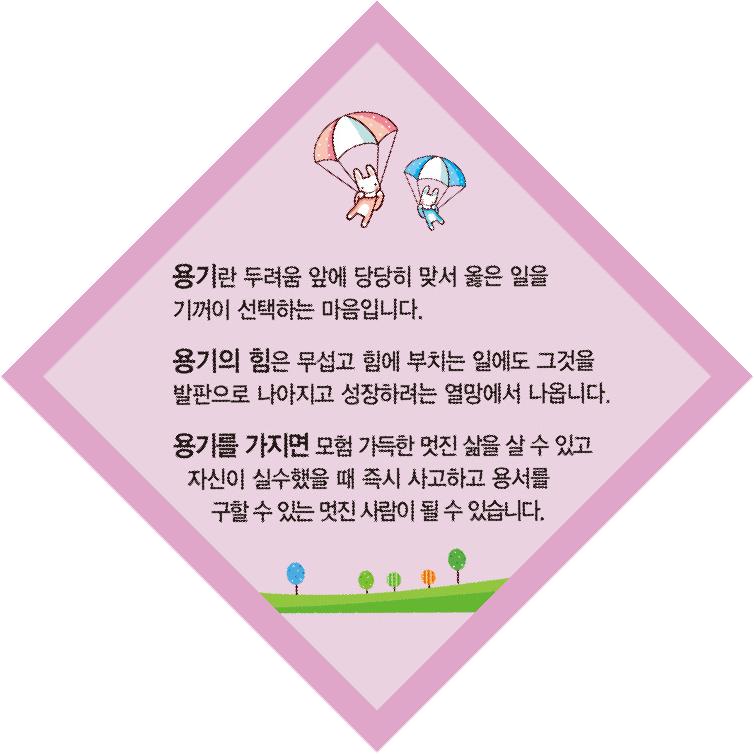 용기란 두려움 앞에 당당히 맞서 옳은 일을
기꺼이 선택하는 마음입니다.
용기의 힘은 무섭고 힘에 부치는 일에도 그것을
발판으로 나아지고 성장하려는 열망에서 나옵니다.
용기를 가지면 모험 가득한 멋진 삶을 살 수 있고
자신이 실수했을 때 즉시 사고하고 용서를
구할 수 있는 멋진 사람이 될 수 있습니다.